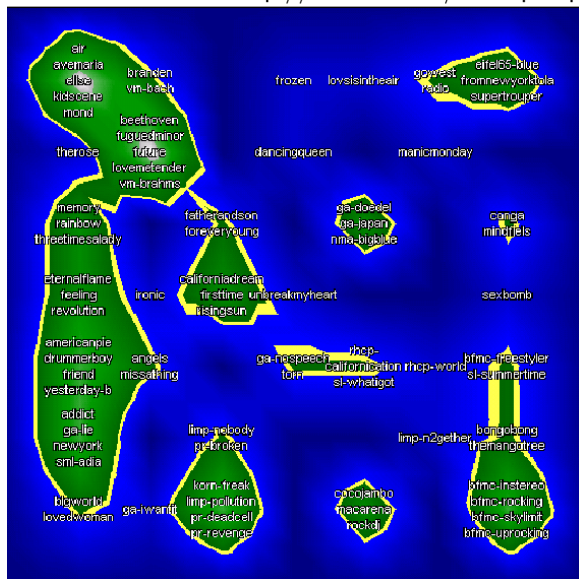 air
avemaria
elise
kidscene
mond
branden
vm-bach
frozen
lovsisintheair
gowest
radio
eifel65-blue
fromnewyorktola
supertrouper
therose
beethoven
fuguedminor
future
lovemetender
vm-brahms
dancingqueen
manicmonday
memory
rainbow
threetimesalady
fatherandson
foreveryoung
ga-doedel
ga-japan
nma-bigblue
conga
mindfiels
eternalflame
feeling
revolution
ironic
californiadream
firsttime
risingsun
unbreakmyheart
sexbomb
americanpie
drummerboy
friend
yesterday-b
angels
missathing
ga-nospeech
torn
rhcp-
californication
sl-whatigot
rhcp-world
bfmc-freestyler
sl-summertime
addict
ga-lie
newyork
sml-adia
limp-nobody
pr-broken
limp-n2gether
bongobong
themangotree
bigworld
lovedwoman
ga-iwantit
korn-freak
limp-pollution
pr-deadcell
pr-revenge
cocojambo
macarena
rockdj
bfmc-instereo
bfmc-rocking
bfmc-skylimit
bfmc-uprocking